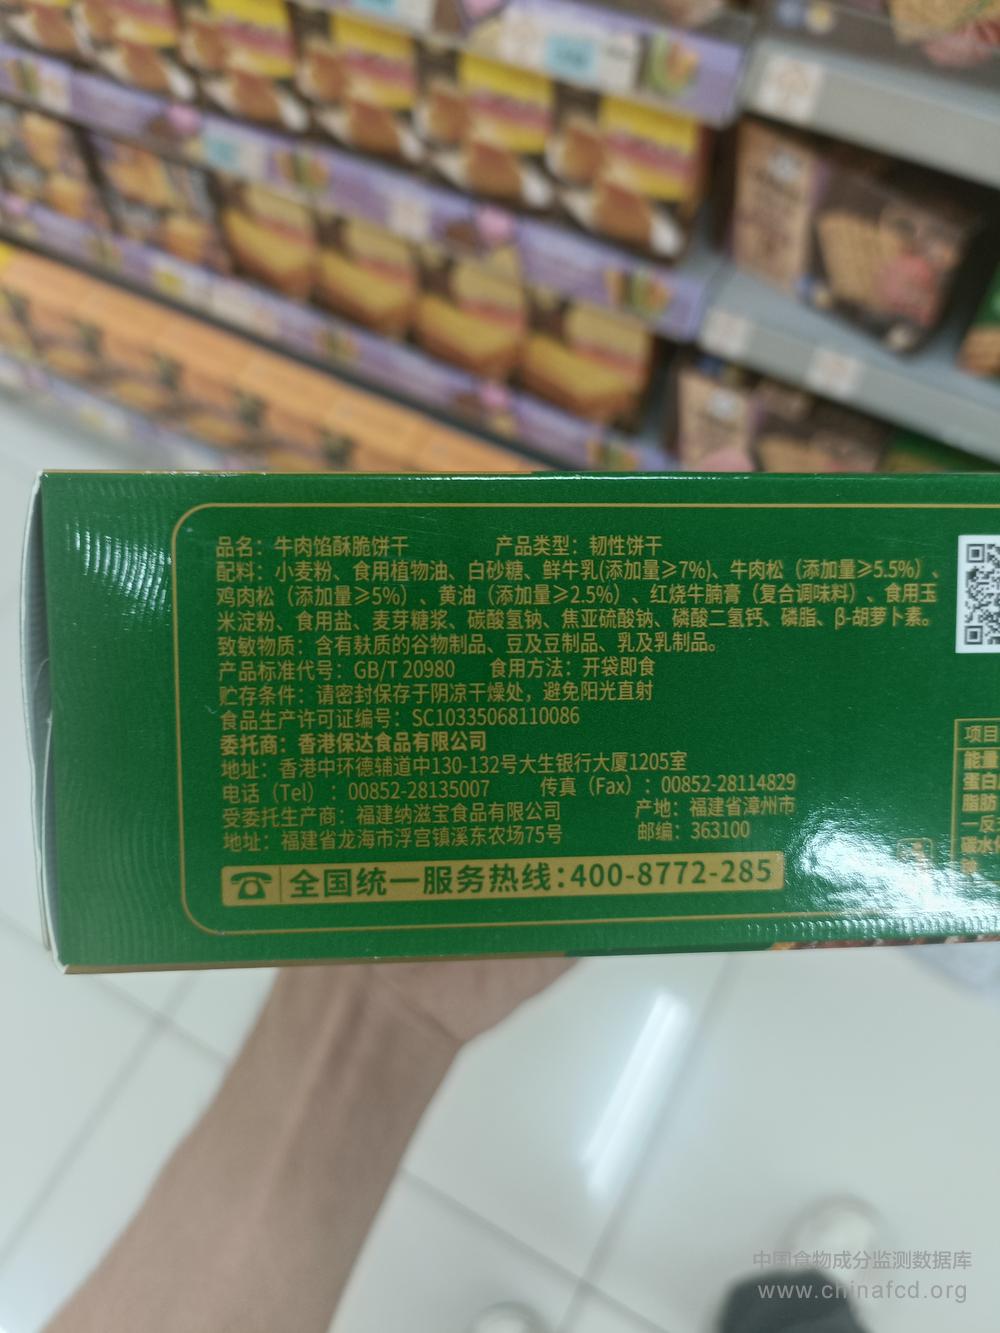 品名：牛肉馅酥脆饼干 产品类型：韧性饼干
配料：小麦粉、食用植物油、白砂糖、鲜牛乳(添加量≥7%)、牛肉松（添加量≥5.5%）、
鸡肉松（添加量≥5%）、黄油（添加量≥2.5%）、红烧牛腩膏（复合调味料）、食用玉
米淀粉、食用盐、麦芽糖浆、碳酸氢钠、焦亚硫酸钠、磷酸二氢钙、磷脂、β-胡萝卜素。
致敏物质：含有麸质的谷物制品、豆及豆制品、乳及乳制品。
产品标准代号：GB/T 20980 食用方法：开袋即食
贮存条件：请密封保存于阴凉干燥处，避免阳光直射
食品生产许可证编号：SC10335068110086
委托商：香港保达食品有限公司
地址：香港中环德辅道中130-132号大生银行大厦1205室
电话（Tel）：00852-28135007 传真（Fax）：00852-28114829
受委托生产商：福建纳滋宝食品有限公司 产地：福建省漳州市
地址：福建省龙海市浮宫镇溪东农场75号 邮编：363100
全国统一服务热线：400-8772-285
项目
能量
蛋白
脂肪
一反
碳水化
中国食物成分监测数据库
www.chinafcd.org